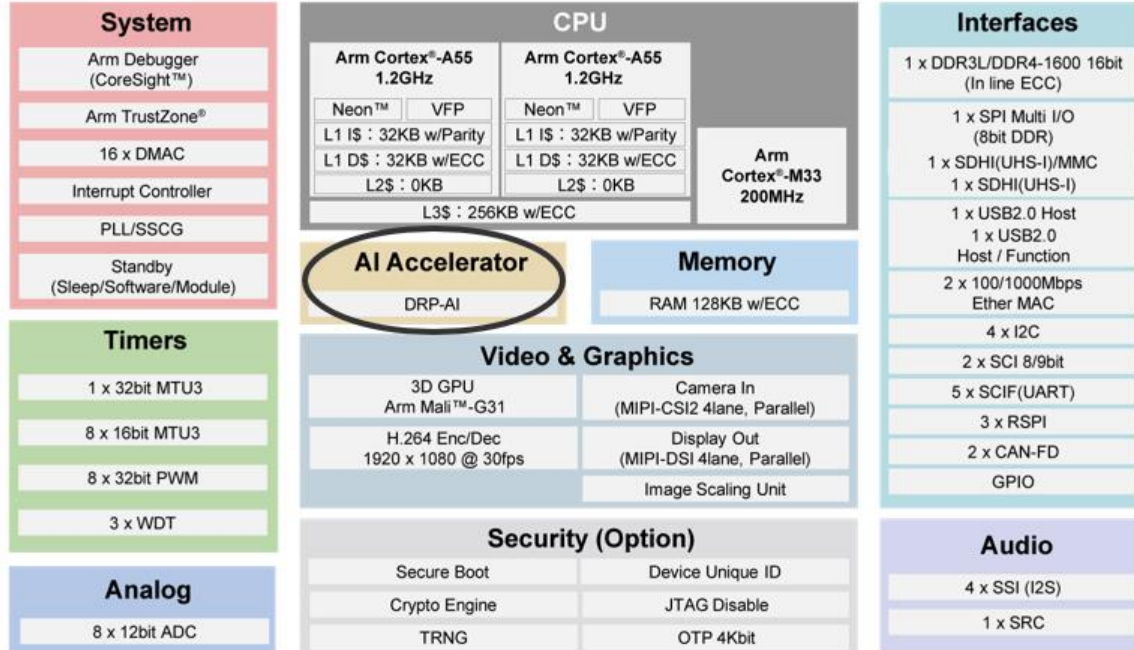 System
Arm Debugger
(CoreSight™)
Arm TrustZone®
16 x DMAC
Interrupt Controller
PLL/SSCG
Standby
(Sleep/Software/Module)
Timers
1 x 32bit MTU3
8 x 16bit MTU3
8 x 32bit PWM
3 x WDT
Analog
8 x 12bit ADC
CPU
Arm Cortex®-A55
1.2GHz
Neon™ VFP
L1 I$：32KB w/Parity
L1 D$：32KB w/ECC
L2$：0KB
Arm Cortex®-A55
1.2GHz
Neon™ VFP
L1 I$：32KB w/Parity
L1 D$：32KB w/ECC
L2$：0KB
L3$：256KB w/ECC
Arm
Cortex®-M33
200MHz
AI Accelerator
DRP-AI
Memory
RAM 128KB w/ECC
Video & Graphics
3D GPU
Arm Mali™-G31
H.264 Enc/Dec
1920 x 1080 @ 30fps
Camera In
(MIPI-CSI2 4lane, Parallel)
Display Out
(MIPI-DSI 4lane, Parallel)
Image Scaling Unit
Security (Option)
Secure Boot
Device Unique ID
Crypto Engine
JTAG Disable
TRNG
OTP 4Kbit
Interfaces
1 x DDR3L/DDR4-1600 16bit
(In line ECC)
1 x SPI Multi I/O
(8bit DDR)
1 x SDHI(UHS-I)/MMC
1 x SDHI(UHS-I)
1 x USB2.0 Host
1 x USB2.0
Host / Function
2 x 100/1000Mbps
Ether MAC
4 x I2C
2 x SCI 8/9bit
5 x SCIF(UART)
3 x RSPI
2 x CAN-FD
GPIO
Audio
4 x SSI (I2S)
1 x SRC